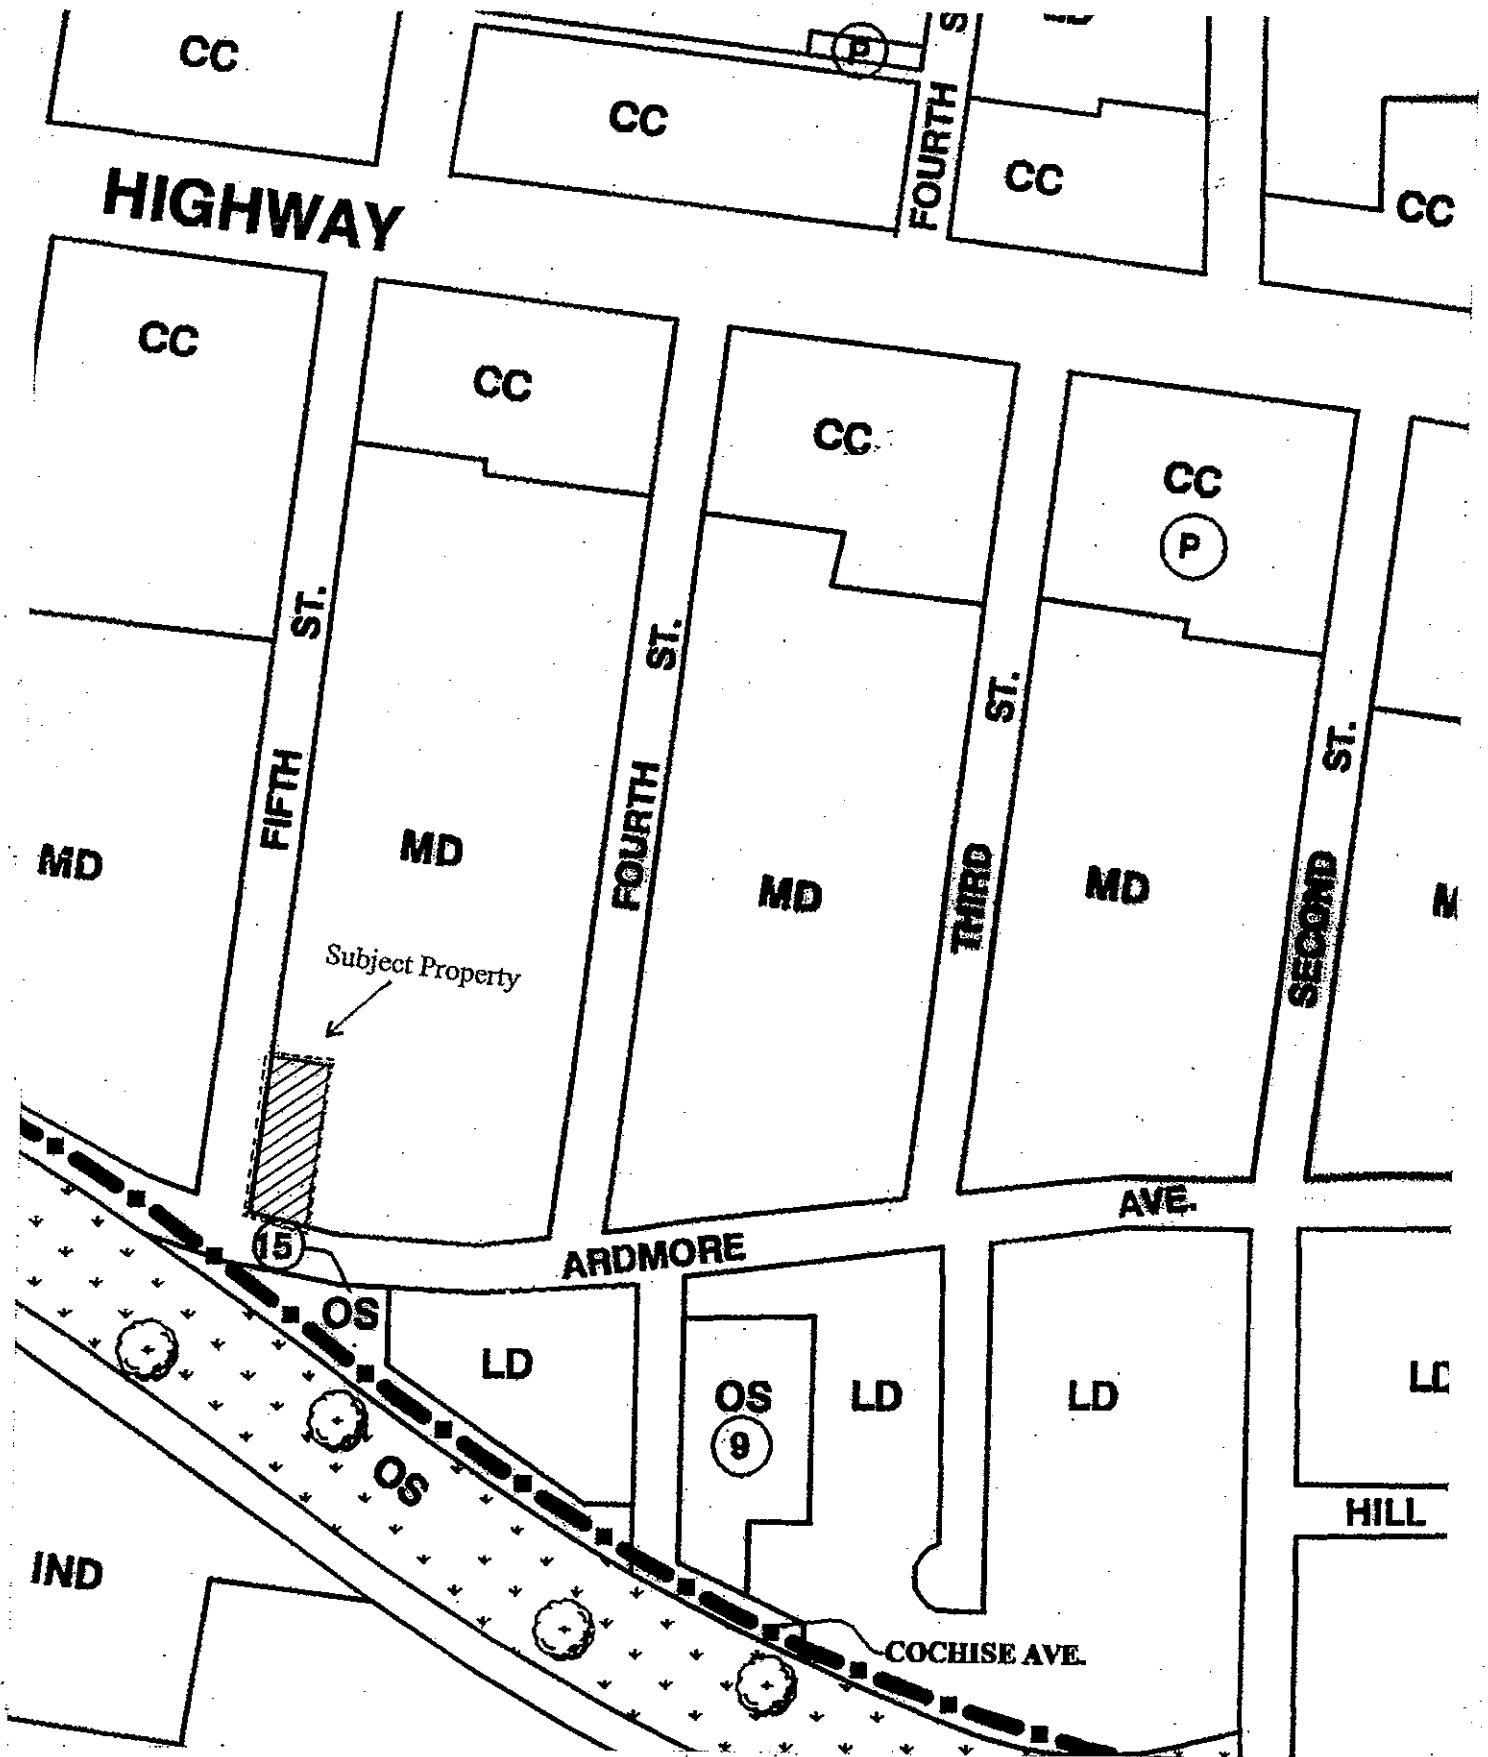 CC
P
CC
FOURTH
S
CC
CC
HIGHWAY
CC
CC
CC
CC
P
FIFTH ST.
FOURTH ST.
THIRD ST.
SECOND ST.
MD
MD
MD
MD
M
Subject Property
15
ARDMORE AVE.
OS
LD
OS
9
LD
LD
LD
OS
HILL
IND
COCHISE AVE.